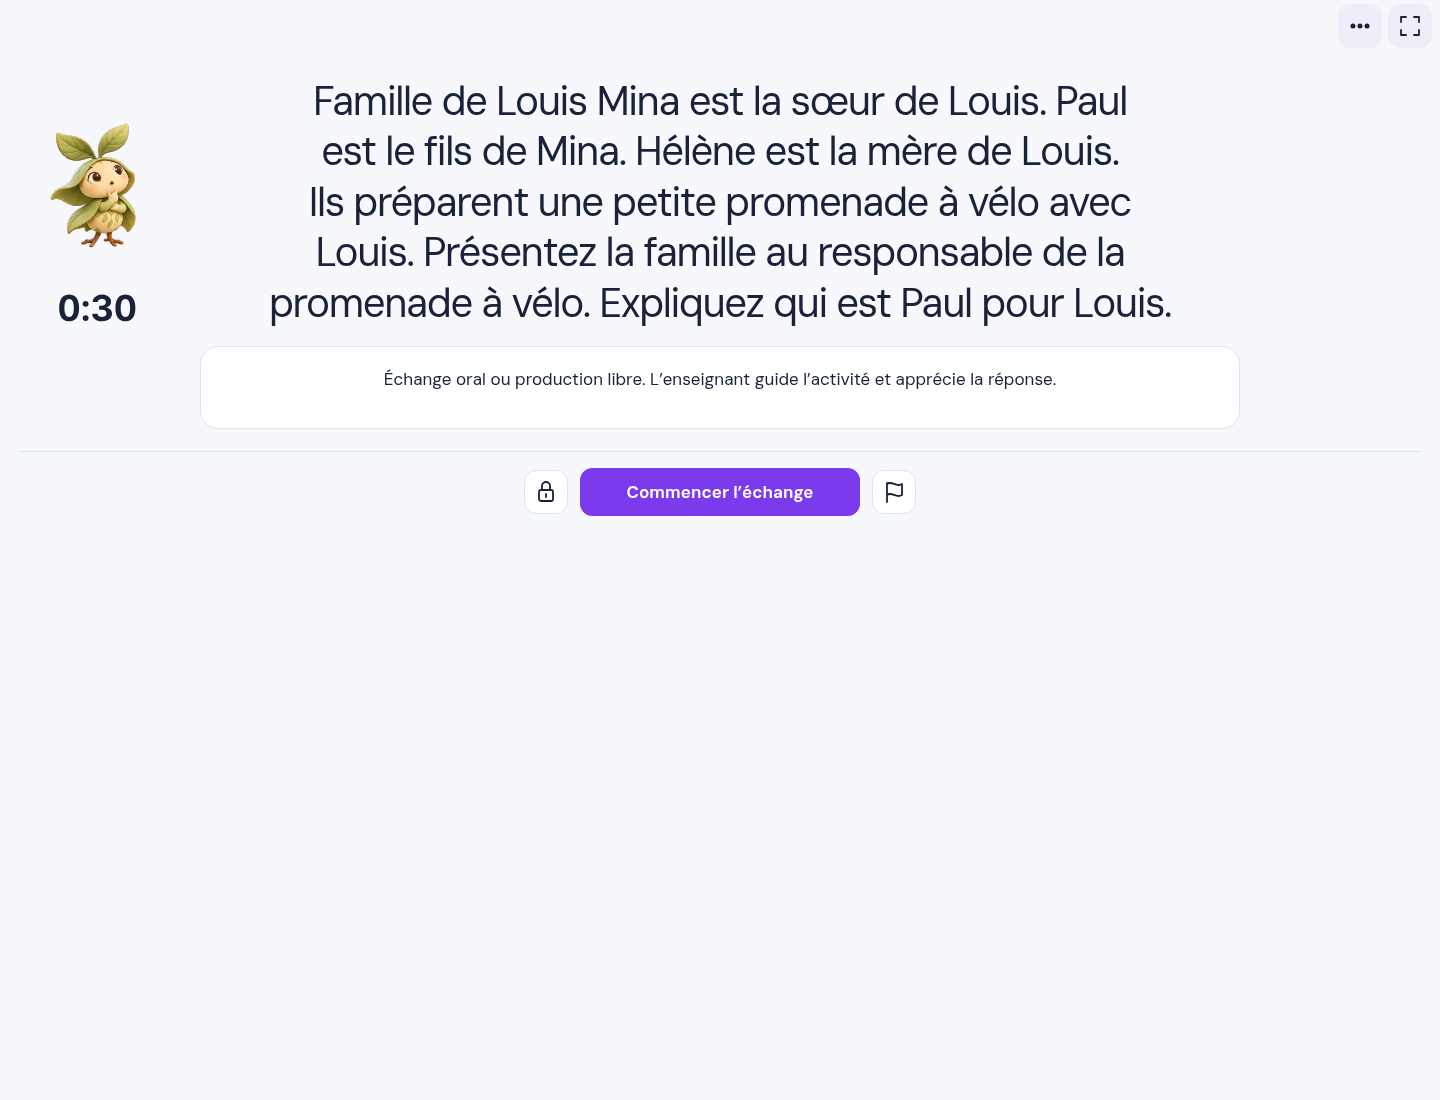 Famille de Louis Mina est la sœur de Louis. Paul
est le fils de Mina. Hélène est la mère de Louis.
Ils préparent une petite promenade à vélo avec
Louis. Présentez la famille au responsable de la
promenade à vélo. Expliquez qui est Paul pour Louis.
0:30
Échange oral ou production libre. L’enseignant guide l’activité et apprécie la réponse.
Commencer l’échange